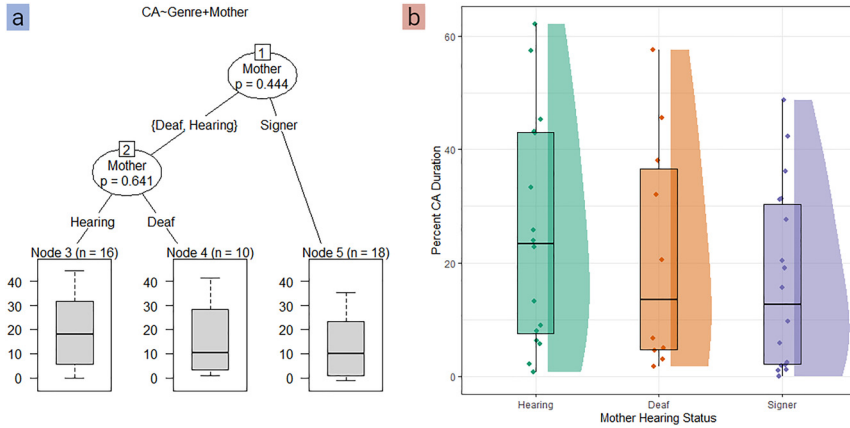 a
CA~Genre+Mother
1
Mother
p = 0.444
{Deaf, Hearing}
Signer
2
Mother
p = 0.641
Hearing
Deaf
Node 3 (n = 16)
Node 4 (n = 10)
Node 5 (n = 18)
40
30
20
10
0
40
30
20
10
0
40
30
20
10
0
b
Percent CA Duration
60
40
20
0
Hearing
Deaf
Signer
Mother Hearing Status